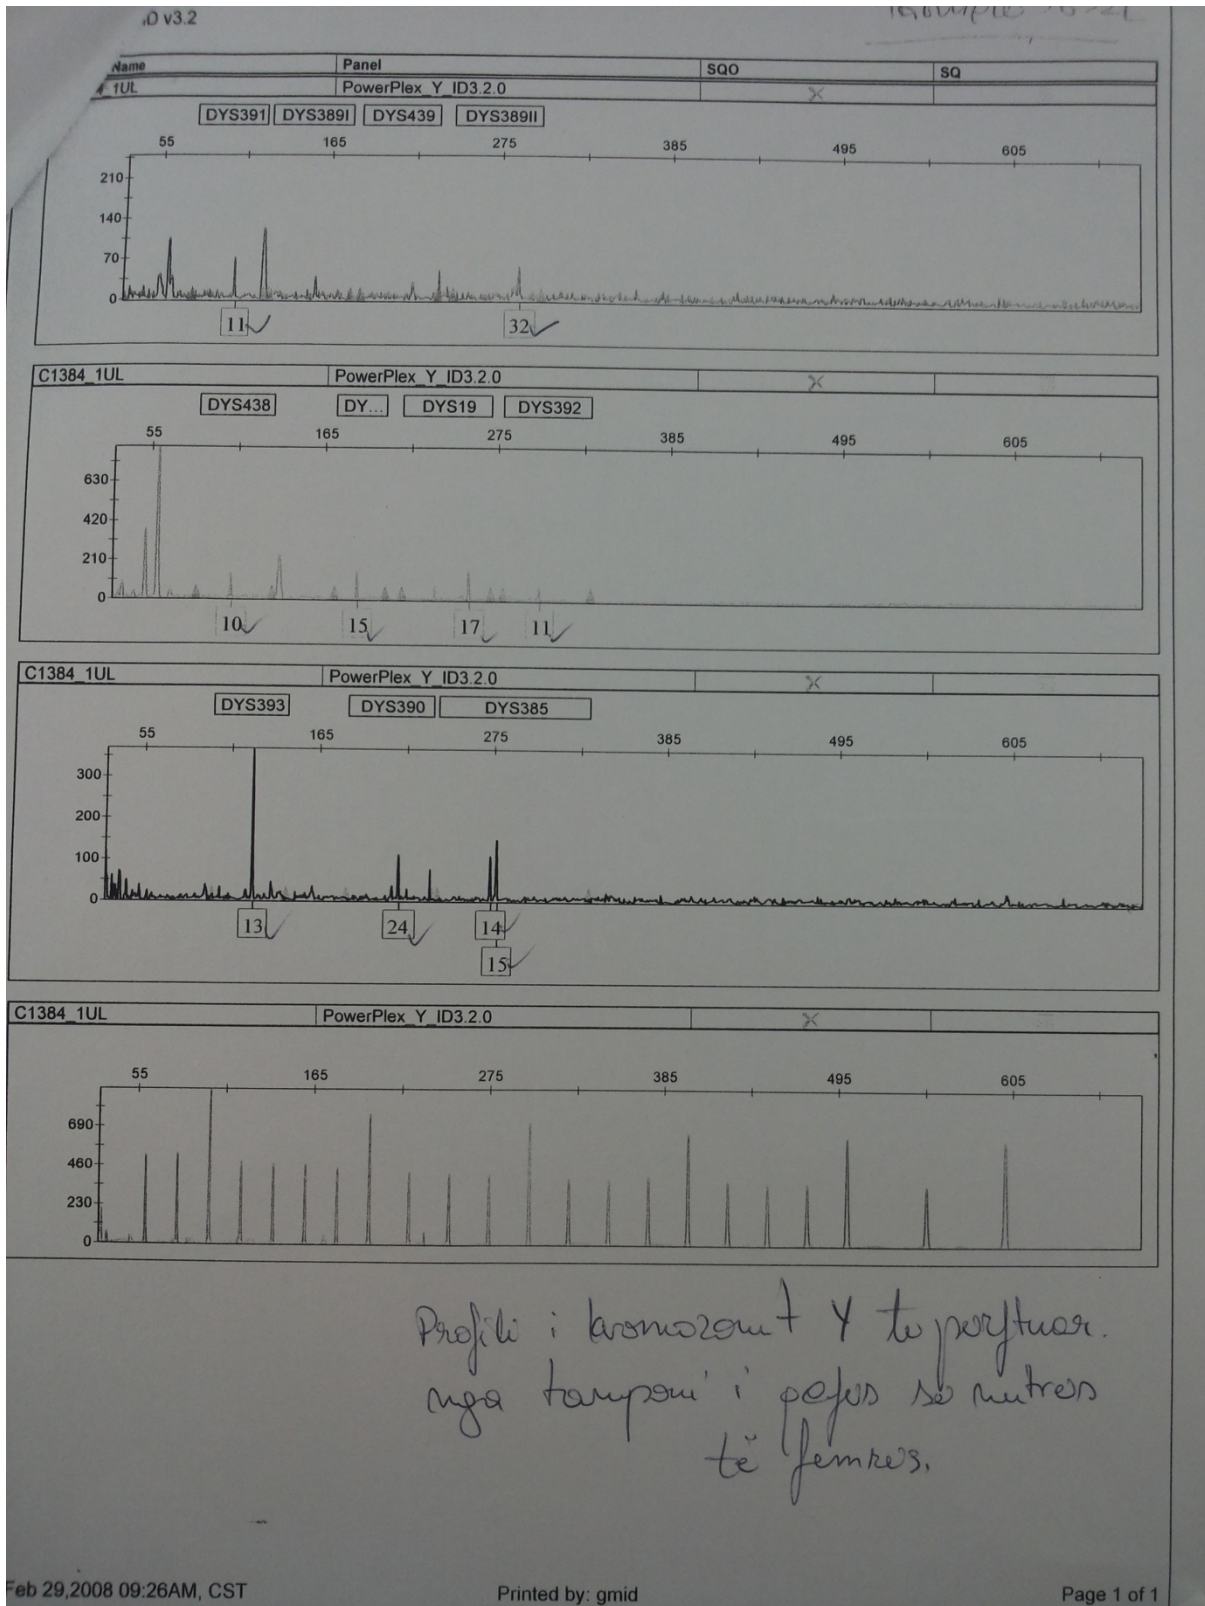 v3.2
Name Panel SQO SQ
1UL PowerPlex_Y_ID3.2.0
DYS391 DYS389I DYS439 DYS389II
55 165 275 385 495 605
210
140
70
0
11 32
C1384_1UL PowerPlex_Y_ID3.2.0
DYS438 DY... DYS19 DYS392
55 165 275 385 495 605
630
420
210
0
10 15 17 11
C1384_1UL PowerPlex_Y_ID3.2.0
DYS393 DYS390 DYS385
55 165 275 385 495 605
300
200
100
0
13 24 14
15
C1384_1UL PowerPlex_Y_ID3.2.0
55 165 275 385 495 605
690
460
230
0
Profili i kromozomit Y te perftuar.
nga tamponi i qafes se mitres
të femres.
Feb 29,2008 09:26AM, CST Printed by: gmid Page 1 of 1